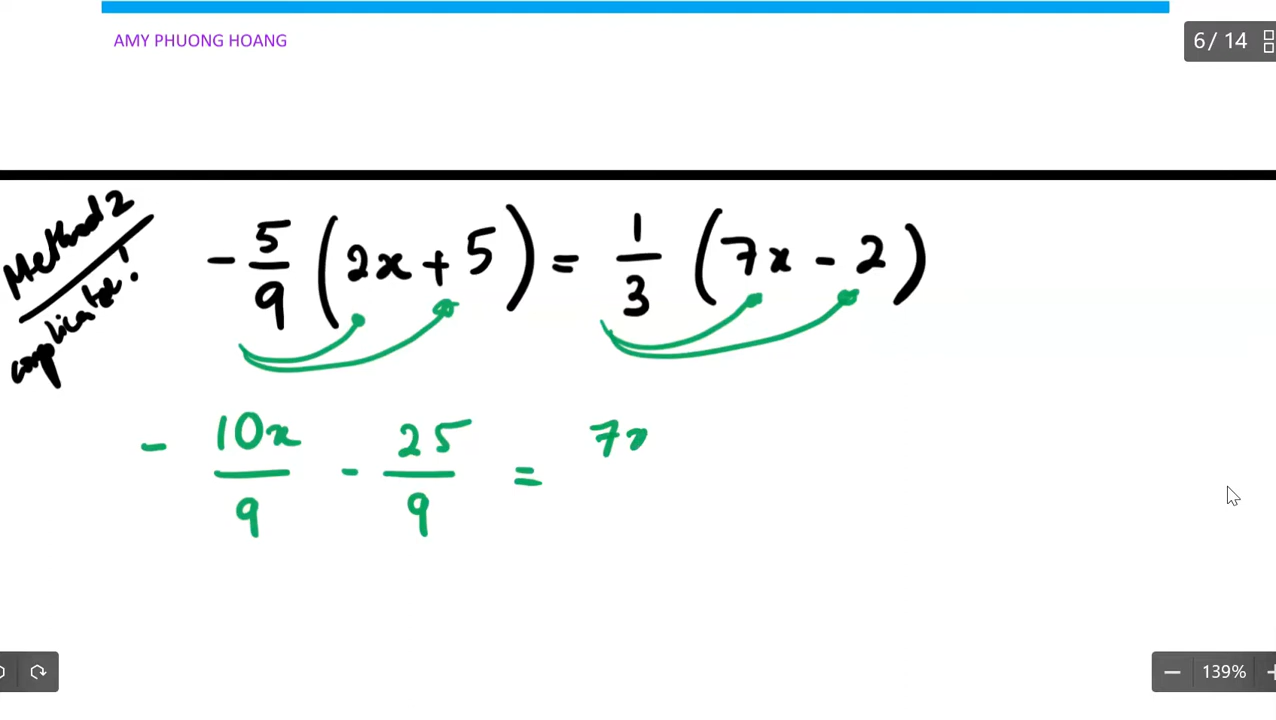 AMY PHUONG HOANG
6 / 14
Method 2
complicated!
- 5/9 (2x + 5) = 1/3 (7x - 2)
- 10x/9 - 25/9 = 7x
139%